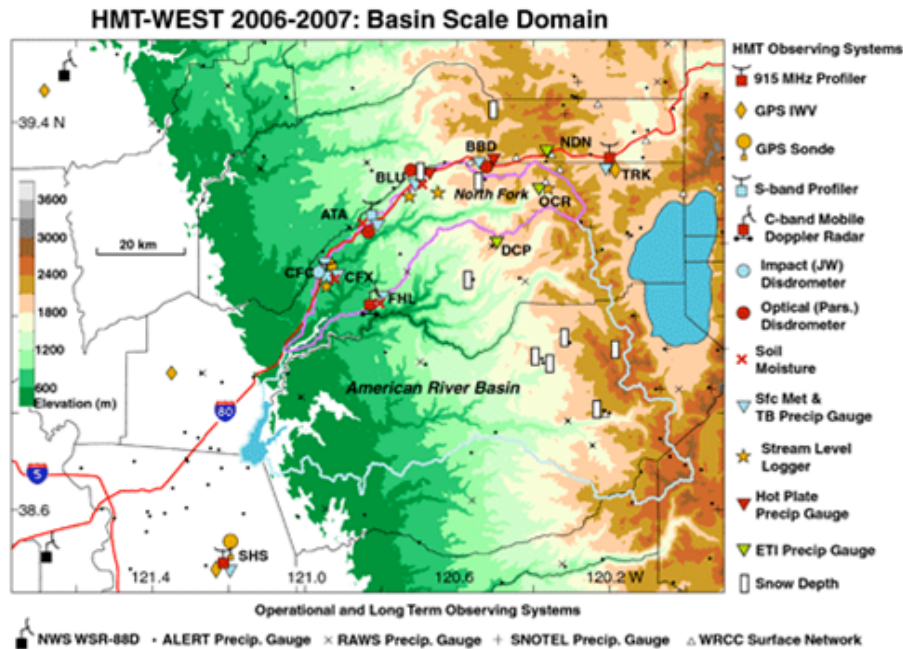 HMT-WEST 2006-2007: Basin Scale Domain
39.4 N
38.6
121.4
121.0
120.6
120.2 W
3600
3000
2400
1800
1200
600
Elevation (m)
20 km
BBD
NDN
BLU
TRK
North Fork
OCR
ATA
DCP
CFC
CFX
FHL
American River Basin
80
5
SHS
HMT Observing Systems
915 MHz Profiler
GPS IWV
GPS Sonde
S-band Profiler
C-band Mobile
Doppler Radar
Impact (JW)
Disdrometer
Optical (Pars.)
Disdrometer
Soil
Moisture
Sfc Met &
TB Precip Gauge
Stream Level
Logger
Hot Plate
Precip Gauge
ETI Precip Gauge
Snow Depth
Operational and Long Term Observing Systems
NWS WSR-88D
ALERT Precip. Gauge
RAWS Precip. Gauge
SNOTEL Precip. Gauge
WRCC Surface Network